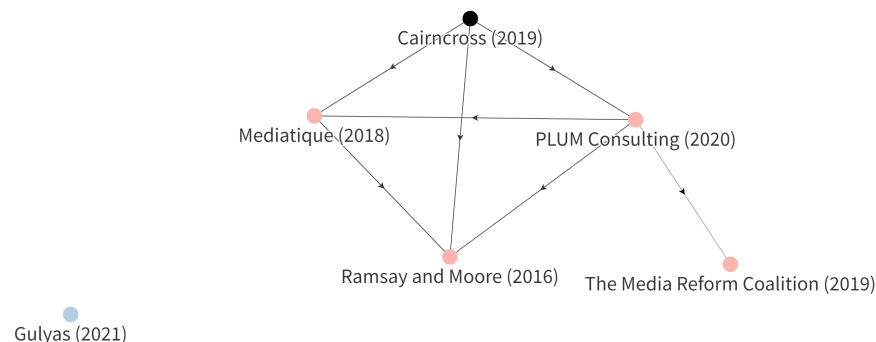 Cairncross (2019)
Mediatique (2018)
PLUM Consulting (2020)
Ramsay and Moore (2016)
The Media Reform Coalition (2019)
Gulyas (2021)